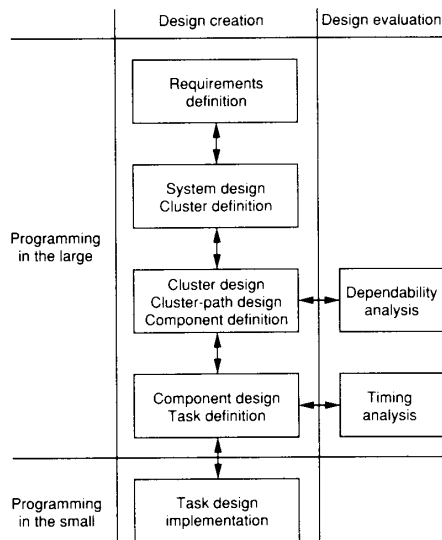 Design creation
Design evaluation
Requirements
definition
System design
Cluster definition
Programming
in the large
Cluster design
Cluster-path design
Component definition
Dependability
analysis
Component design
Task definition
Timing
analysis
Programming
in the small
Task design
implementation